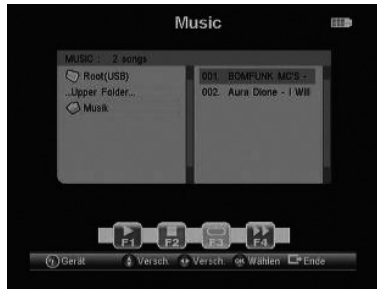 Music
MUSIC : 2 songs
Root(USB)
..Upper Folder...
Musik
001. BOMFUNK MC'S -
002. Aura Dione - I Will
F1 F2 F3 F4
Gerät Versch. Versch. OK Wählen Ende